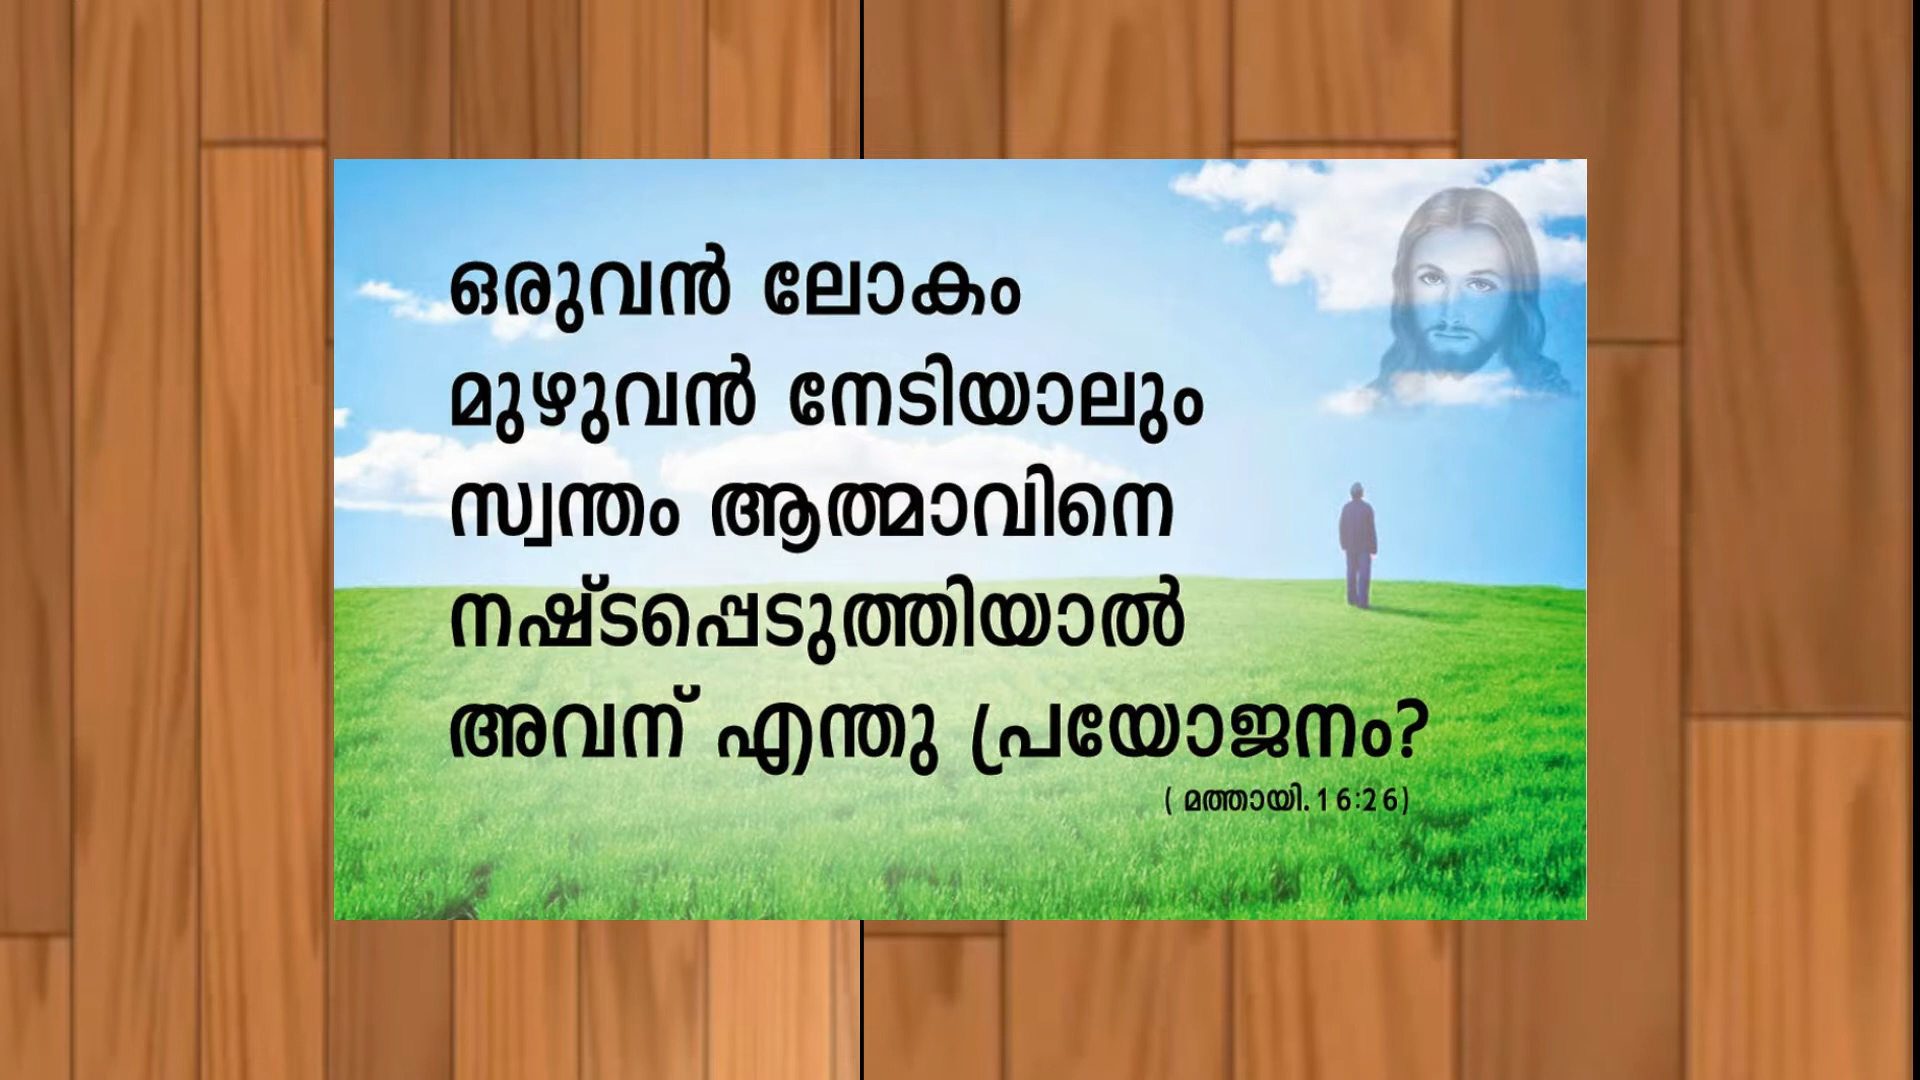 ഒരുവൻ ലോകം
മുഴുവൻ നേടിയാലും
സ്വന്തം ആത്മാവിനെ
നഷ്ടപ്പെടുത്തിയാൽ
അവന് എന്തു പ്രയോജനം?
( മത്തായി.16:26)